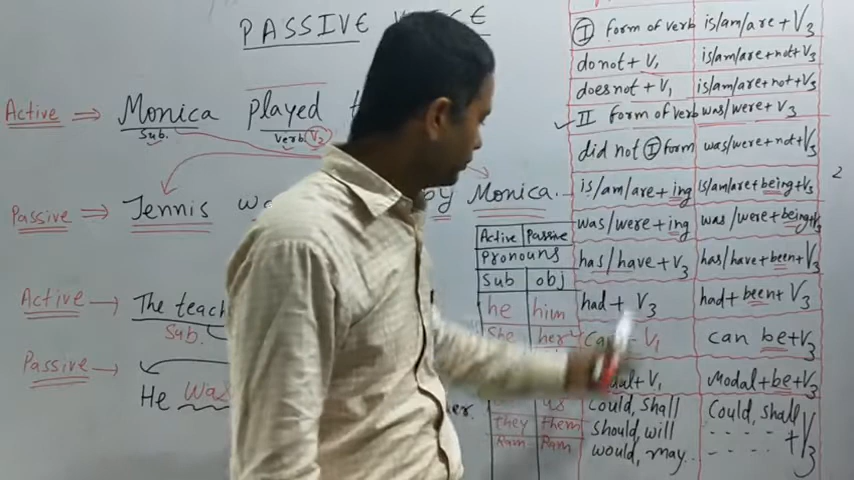 PASSIVE
Active ⇒ Monica played
Sub. verb V2
Passive ⇒ Tennis by Monica.
Active → The
Sub.
Passive → He was
her.
Active Passive
Pronouns
Sub obj
he him
She her
us
they them
Ram Ram
I form of verb is/am/are + V3
do not + V1 is/am/are + not + V3
does not + V1 is/am/are + not + V3
✓ II form of verb was/were + V3
did not I form was/were + not + V3
is/am/are + ing is/am/are + being + V3
was/were + ing was/were + being + V3
has/have + V3 has/have + been + V3
had + V3 had + been + V3
V1 can be + V3
+ V1 Modal + be + V3
Could, Shall Could, shall
Should, will - - - - - + V3
would, may.. - - - - -
2